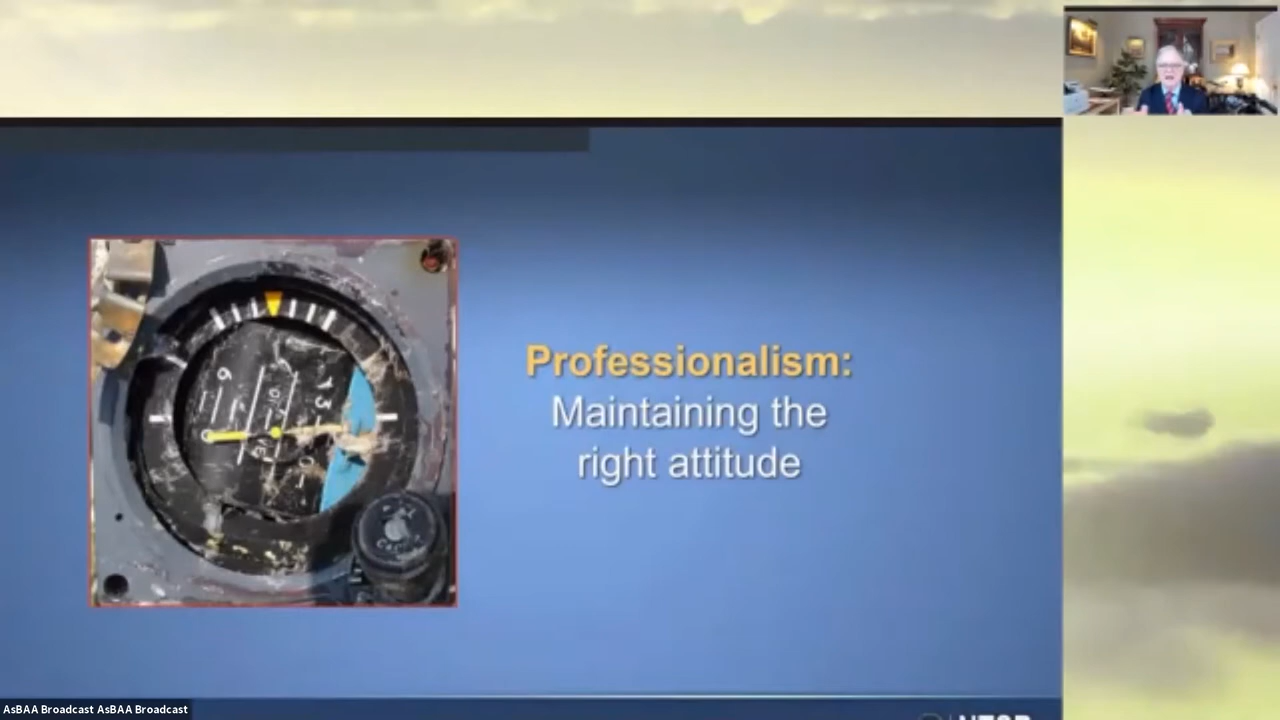 Professionalism:
Maintaining the
right attitude
AsBAA Broadcast AsBAA Broadcast